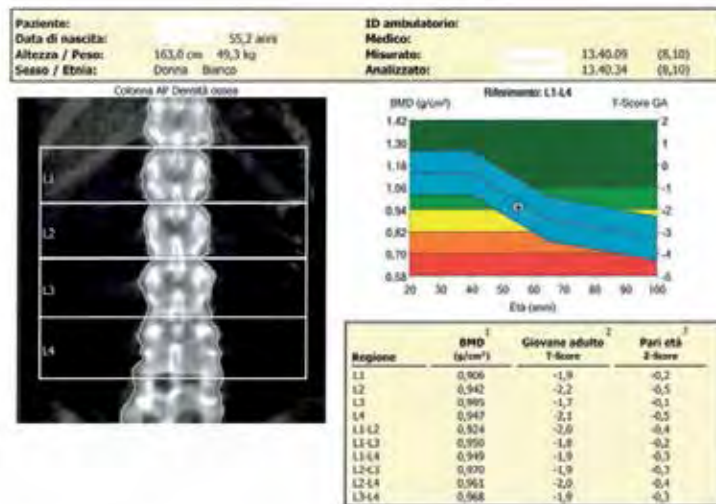 Paziente: ID ambulatorio:
Data di nascita: 55,2 anni Medico:
Altezza / Peso: 163,0 cm 49,3 kg Misurato: 13.40.09 (8,10)
Sesso / Etnia: Donna Bianco Analizzato: 13.40.34 (8,10)
Colonna AP Densità ossea
L1
L2
L3
L4
Riferimento: L1-L4
BMD (g/cm²) T-Score GA
1,42 2
1,30 1
1,18 0
1,06 -1
0,94 -2
0,82 -3
0,70 -4
0,58 -5
20 30 40 50 60 70 80 90 100
Età (anni)
1 2 3
BMD Giovane adulto Pari età
Regione (g/cm²) T-Score Z-Score
L1 0,906 -1,9 -0,2
L2 0,942 -2,2 -0,5
L3 -1,7 -0,1
L4 0,947 -2,1 -0,5
L1-L2 0,924 -2,0 -0,4
L1-L3 0,950 -1,8 -0,2
L1-L4 0,949 -1,9 -0,3
L2-L3 0,970 -1,9 -0,3
L2-L4 0,961 -2,0 -0,4
L3-L4 0,968 -1,9 -0,3